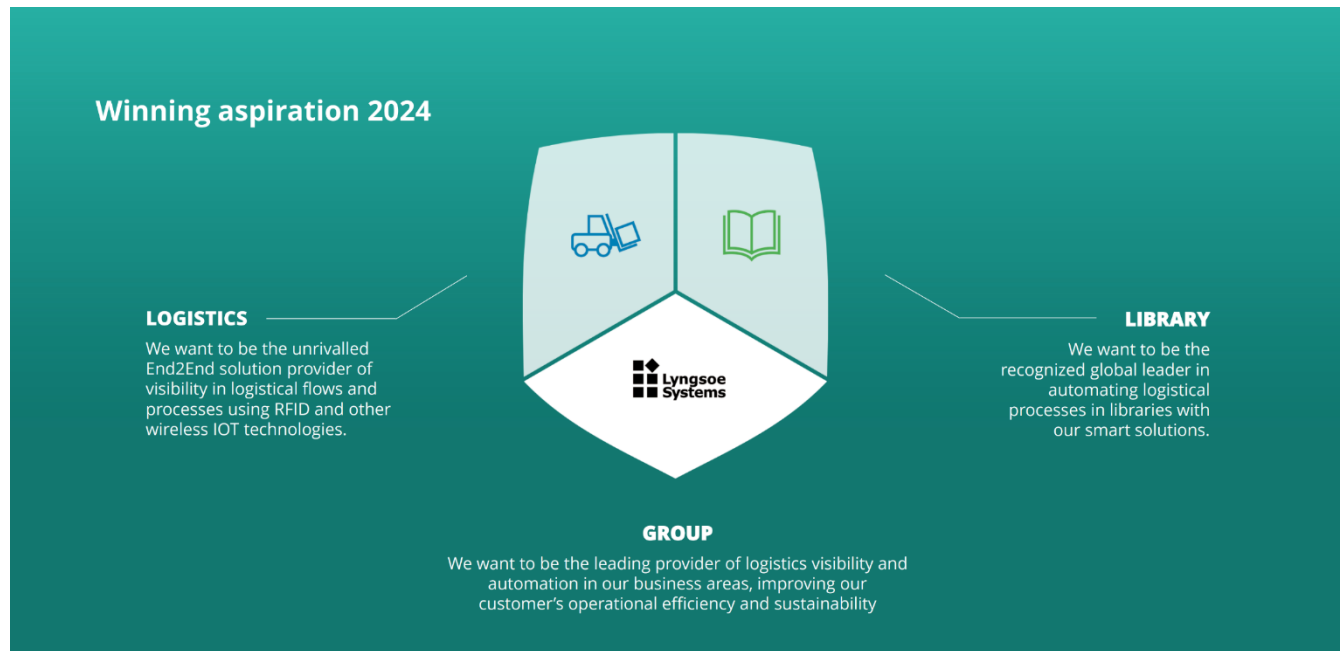 Winning aspiration 2024
Lyngsoe
Systems
LOGISTICS
We want to be the unrivalled
End2End solution provider of
visibility in logistical flows and
processes using RFID and other
wireless IOT technologies.
LIBRARY
We want to be the
recognized global leader in
automating logistical
processes in libraries with
our smart solutions.
GROUP
We want to be the leading provider of logistics visibility and
automation in our business areas, improving our
customer’s operational efficiency and sustainability